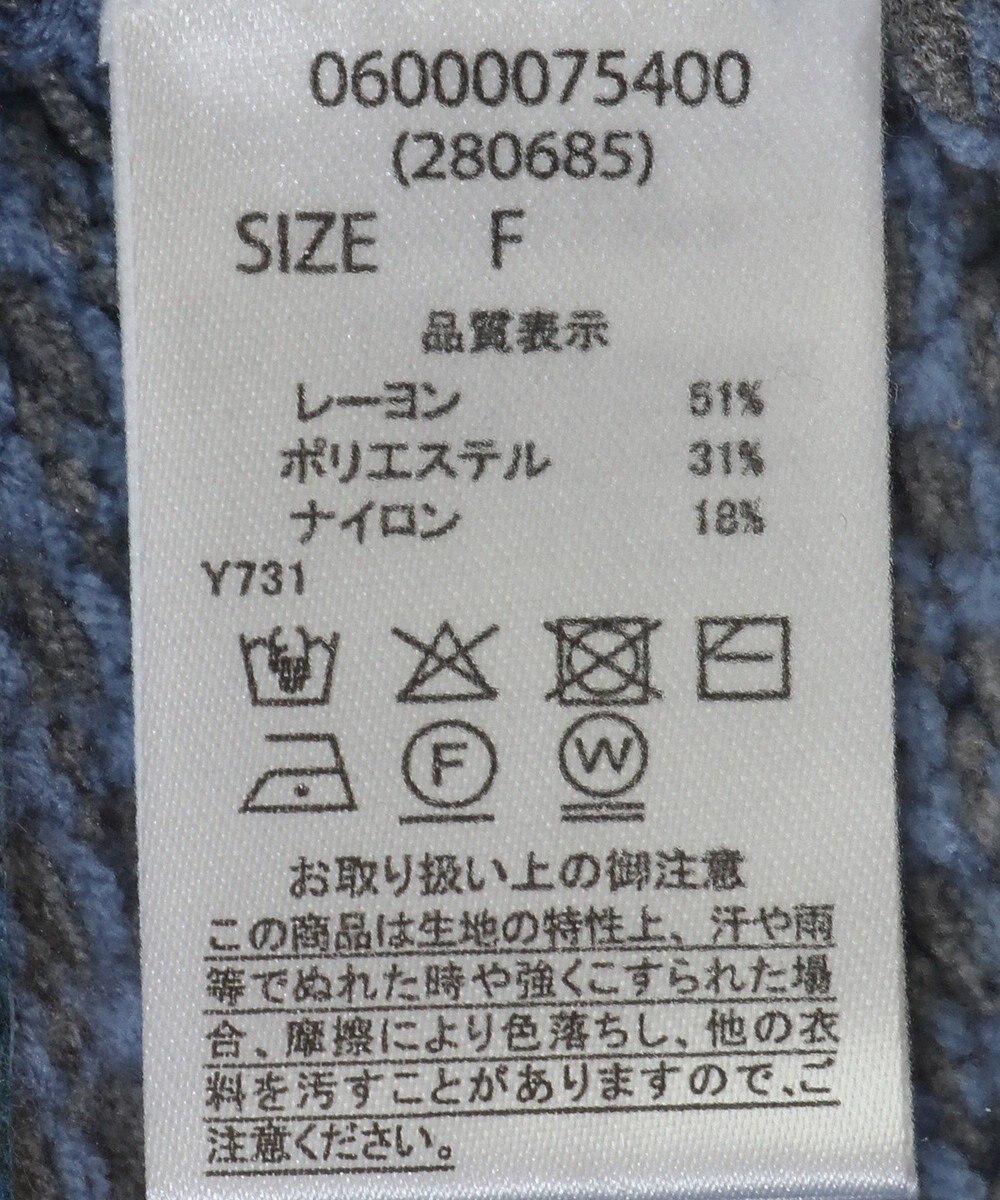 06000075400
(280685)
SIZE F
品質表示
レーヨン 51%
ポリエステル 31%
ナイロン 18%
Y731
F W
お取り扱い上の御注意
この商品は生地の特性上、汗や雨
等でぬれた時や強くこすられた場
合、摩擦により色落ちし、他の衣
料を汚すことがありますので、ご
注意ください。